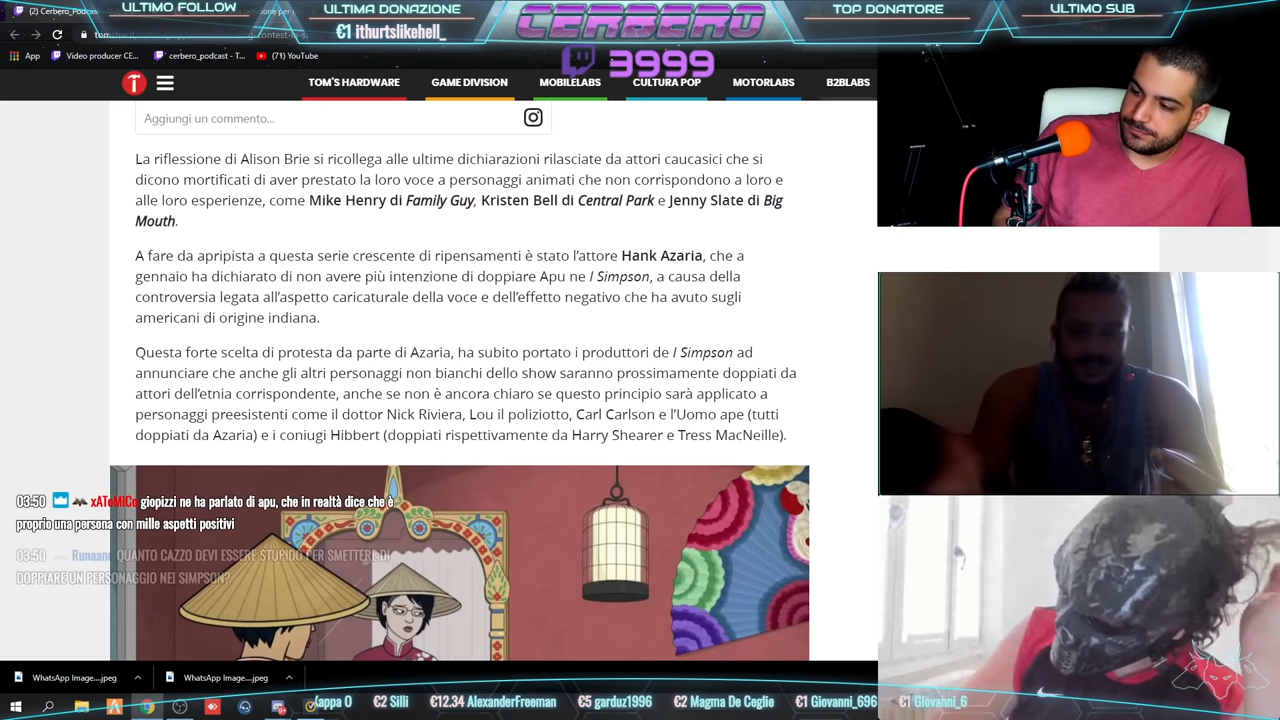 ULTIMO FOLLOW
ULTIMA DONAZIONE
€1 ithurtslikehell_
CERBERO
3999
TOP DONATORE
ULTIMO SUB
(2) Cerbero_Podcas
App
Video producer CE...
cerbero_podcast - T...
(71) YouTube
TOM'S HARDWARE
GAME DIVISION
MOBILELABS
CULTURA POP
MOTORLABS
B2BLABS
Aggiungi un commento...
La riflessione di Alison Brie si ricollega alle ultime dichiarazioni rilasciate da attori caucasici che si
dicono mortificati di aver prestato la loro voce a personaggi animati che non corrispondono a loro e
alle loro esperienze, come Mike Henry di Family Guy, Kristen Bell di Central Park e Jenny Slate di Big
Mouth.
A fare da apripista a questa serie crescente di ripensamenti è stato l'attore Hank Azaria, che a
gennaio ha dichiarato di non avere più intenzione di doppiare Apu ne I Simpson, a causa della
controversia legata all'aspetto caricaturale della voce e dell'effetto negativo che ha avuto sugli
americani di origine indiana.
Questa forte scelta di protesta da parte di Azaria, ha subito portato i produttori de I Simpson ad
annunciare che anche gli altri personaggi non bianchi dello show saranno prossimamente doppiati da
attori dell'etnia corrispondente, anche se non è ancora chiaro se questo principio sarà applicato a
personaggi preesistenti come il dottor Nick Riviera, Lou il poliziotto, Carl Carlson e l'Uomo ape (tutti
doppiati da Azaria) e i coniugi Hibbert (doppiati rispettivamente da Harry Shearer e Tress MacNeille).
03:50 xAToMiCo giopizzi ne ha parlato di apu, che in realtà dice che è
proprio una persona con mille aspetti positivi
03:50 Runaan QUANTO CAZZO DEVI ESSERE STUPIDO PER SMETTERE DI
DOPPIARE UN PERSONAGGIO NEI SIMPSON?
WhatsApp Image....jpeg
WhatsApp Image....jpeg
Kappa O €2 Silli €12.34 AlexanderFreeman €5 garduz1996 €2 Magma De Ceglie €1 Giovanni_696 €1 Giovanni_6